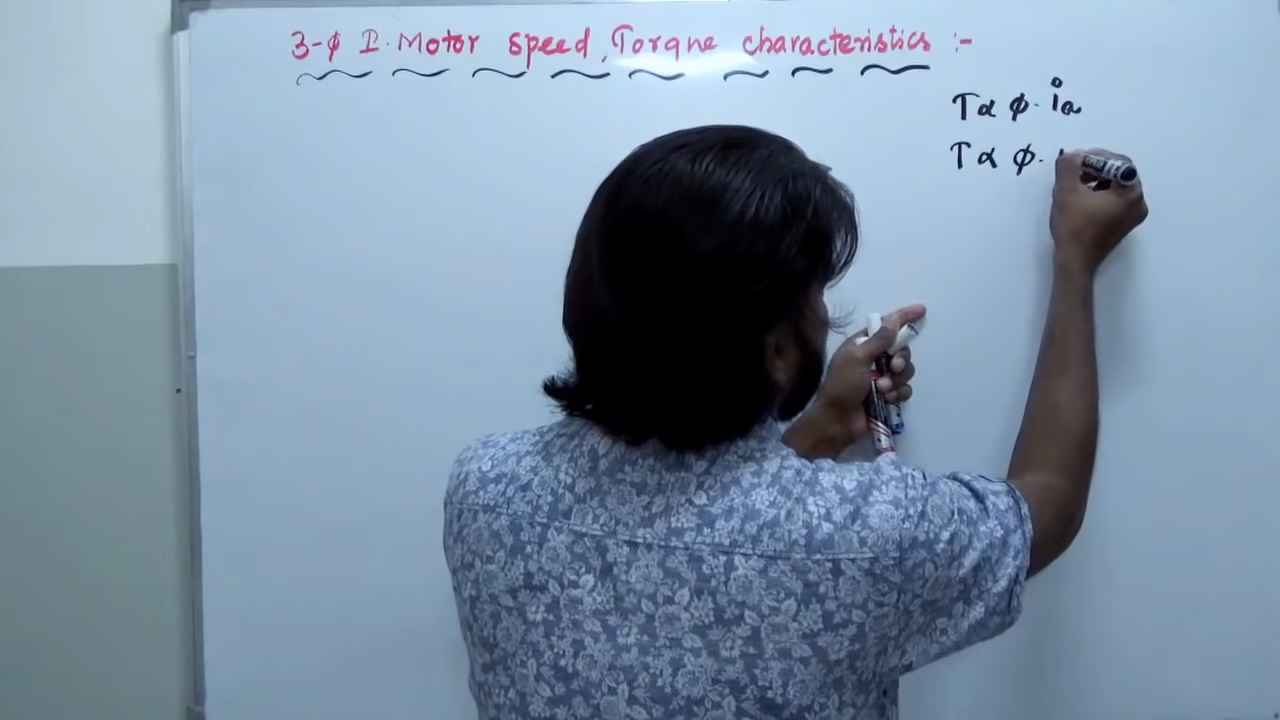 3-φ I. Motor speed, Torque characteristics :-
T α φ. ia
T α φ.